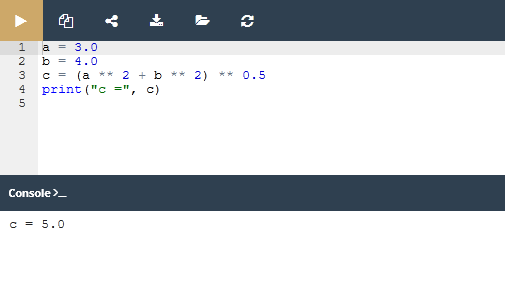 1 a = 3.0
2 b = 4.0
3 c = (a ** 2 + b ** 2) ** 0.5
4 print("c =", c)
5
Console >_
c = 5.0